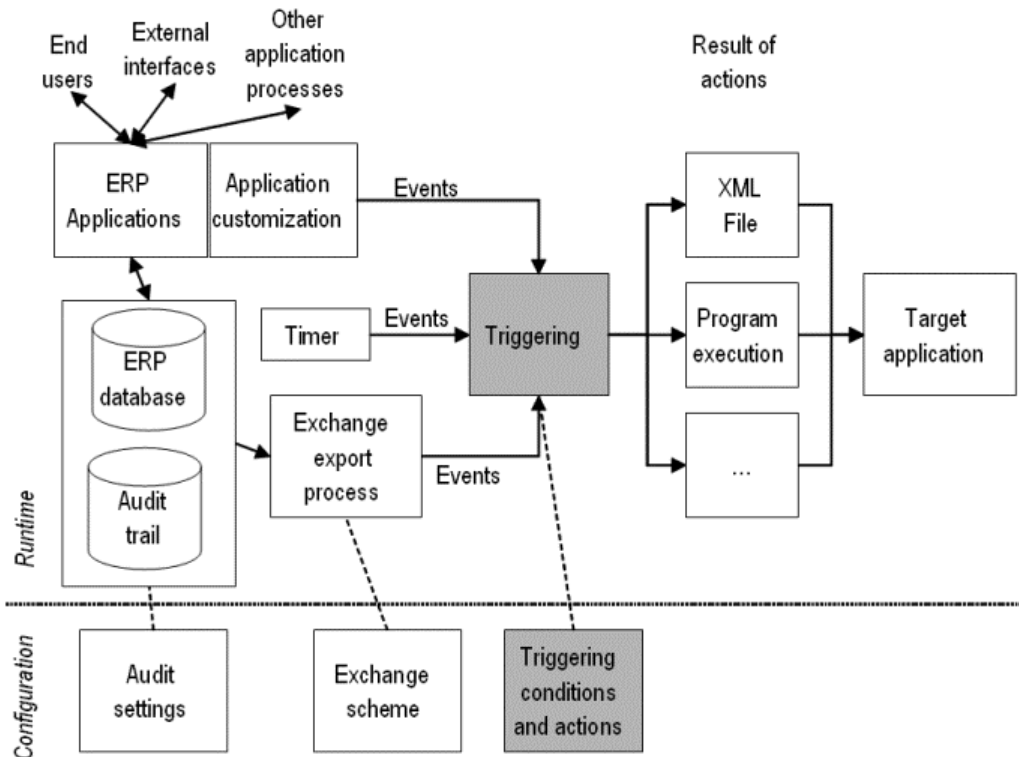 End
users
External
interfaces
Other
application
processes
Result of
actions
ERP
Applications
Application
customization
Events
XML
File
Timer
Events
Triggering
Program
execution
Target
application
ERP
database
Exchange
export
process
Events
...
Audit
trail
Runtime
Configuration
Audit
settings
Exchange
scheme
Triggering
conditions
and actions